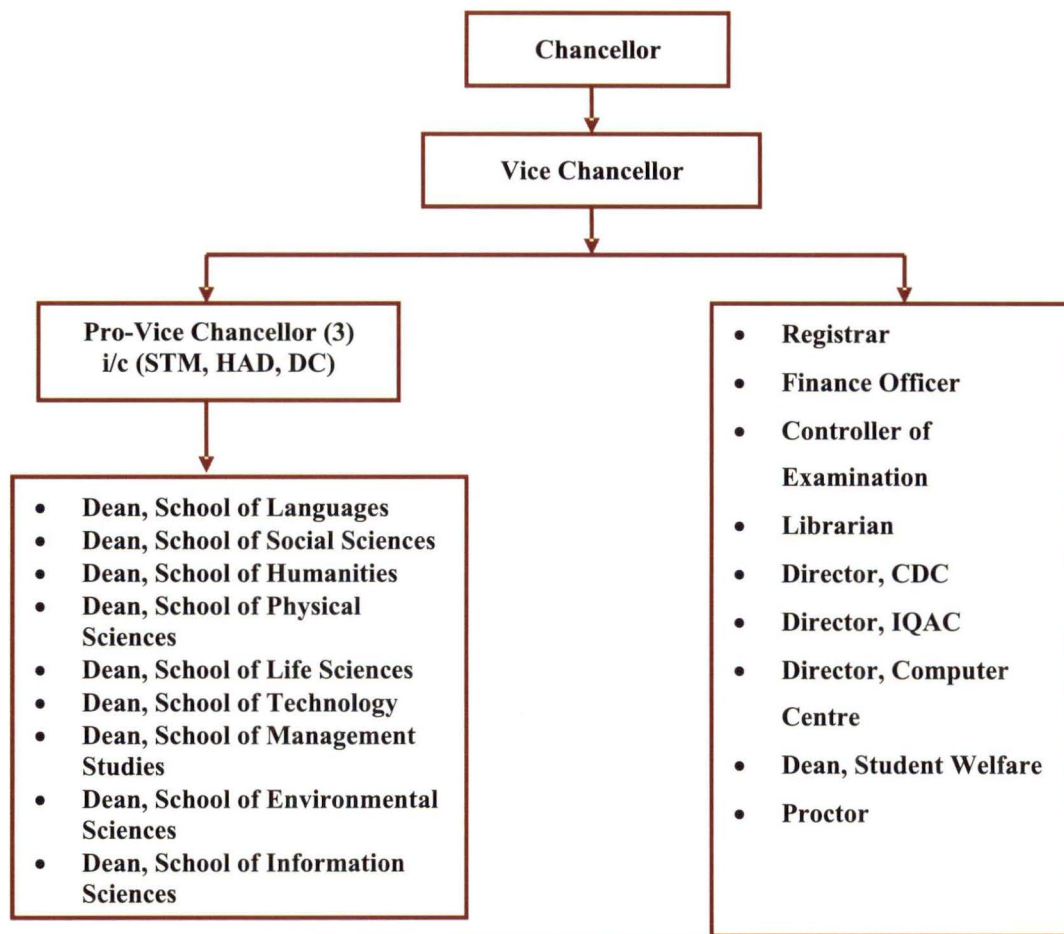 Chancellor
Vice Chancellor
Pro-Vice Chancellor (3)
i/c (STM, HAD, DC)
• Dean, School of Languages
• Dean, School of Social Sciences
• Dean, School of Humanities
• Dean, School of Physical
Sciences
• Dean, School of Life Sciences
• Dean, School of Technology
• Dean, School of Management
Studies
• Dean, School of Environmental
Sciences
• Dean, School of Information
Sciences
• Registrar
• Finance Officer
• Controller of
Examination
• Librarian
• Director, CDC
• Director, IQAC
• Director, Computer
Centre
• Dean, Student Welfare
• Proctor